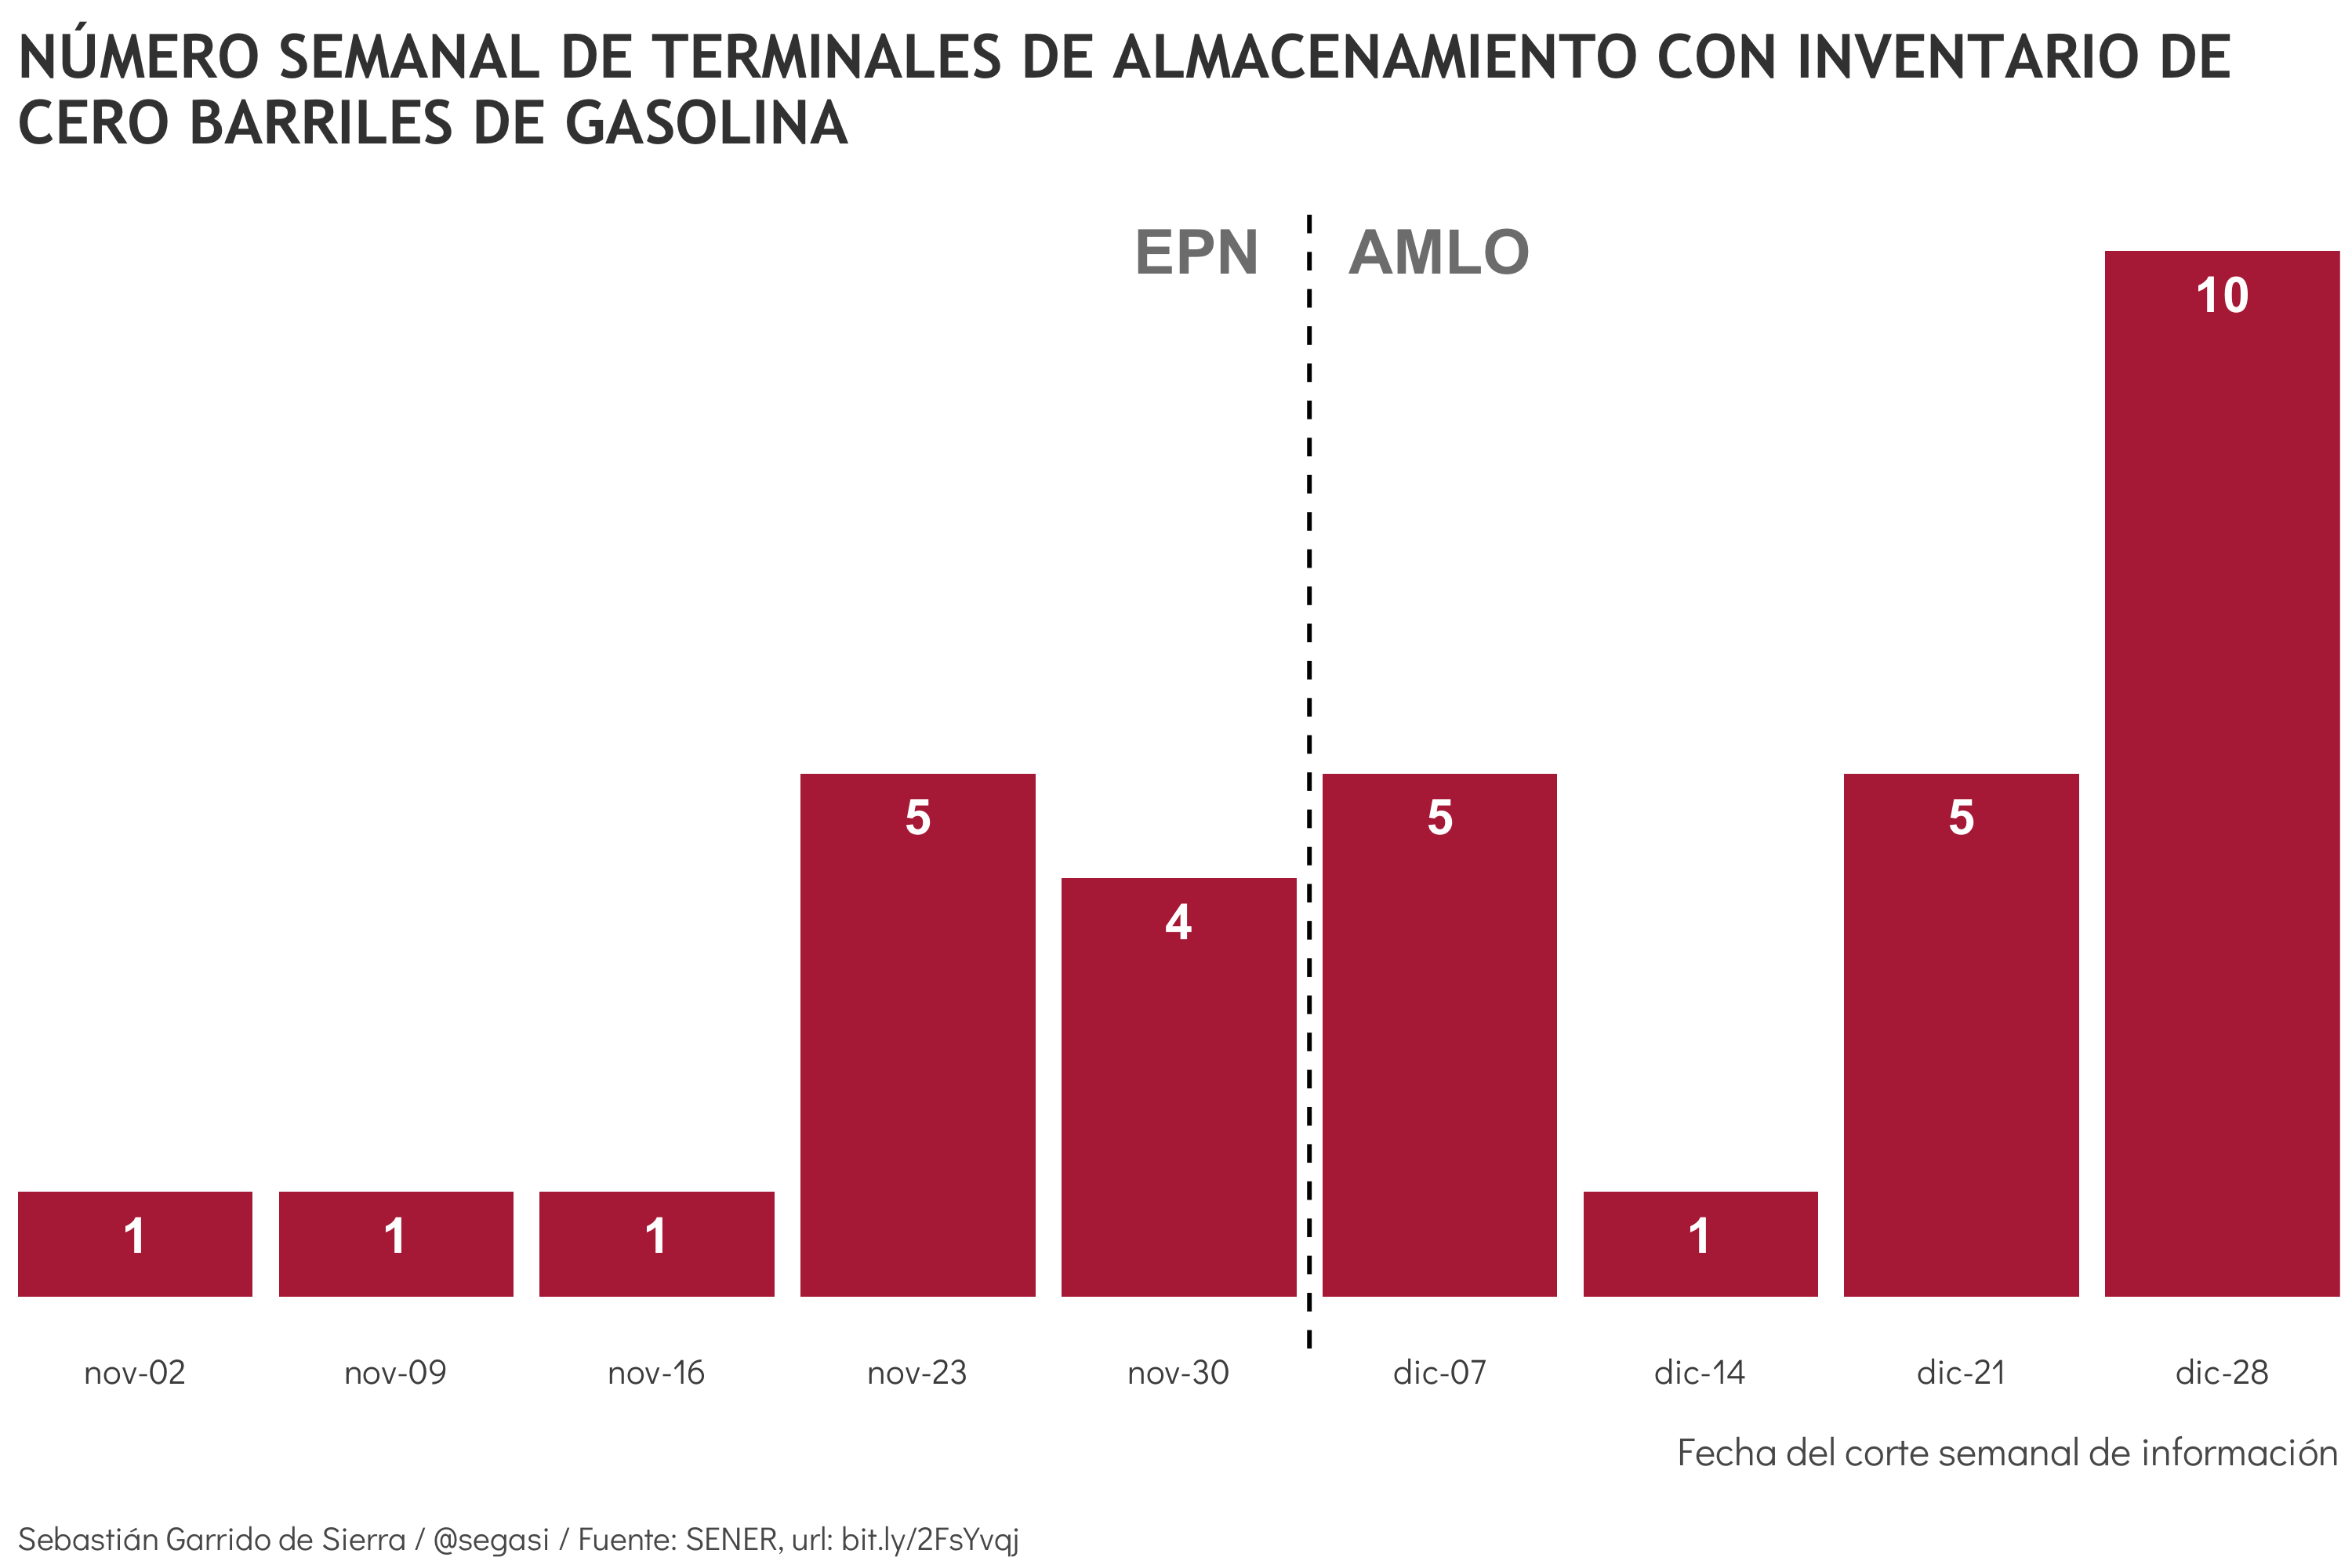 NÚMERO SEMANAL DE TERMINALES DE ALMACENAMIENTO CON INVENTARIO DE
CERO BARRILES DE GASOLINA
EPN AMLO
10
5 5 5
4
1 1 1 1
nov-02 nov-09 nov-16 nov-23 nov-30 dic-07 dic-14 dic-21 dic-28
Fecha del corte semanal de información
Sebastián Garrido de Sierra / @segasi / Fuente: SENER, url: bit.ly/2FsYvqj